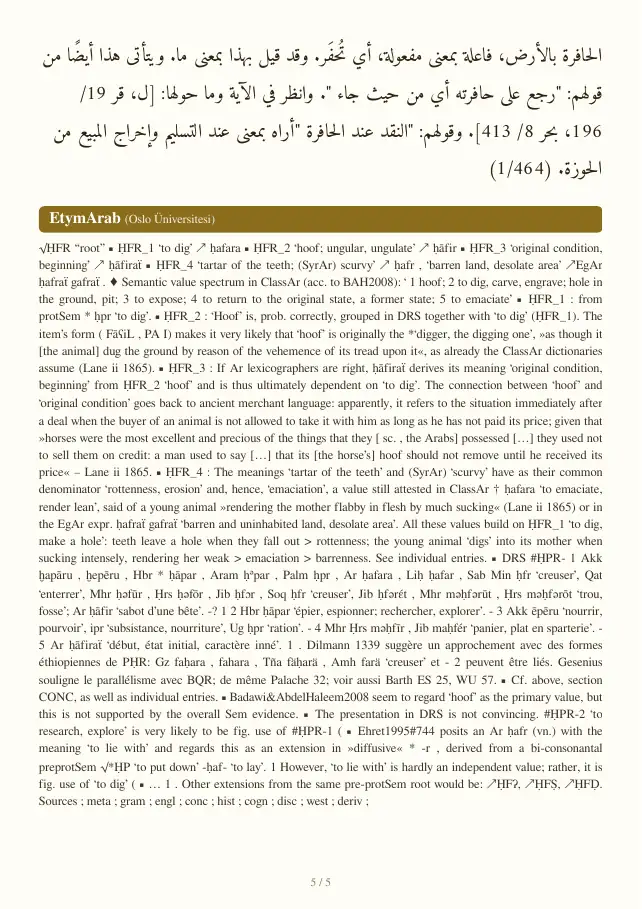 الحافرة بالأرض، فاعلة بمعنى مفعولة، أي تُحفَر. وقد قيل بهذا بمعنى ما. ويتأتى هذا أيضًا من
قولهم: "رجع على حافرته أي من حيث جاء ". وانظر في الآية وما حولها: [ل، قر 19/
196، بحر 8/ 413]. وقولهم: "النقد عند الحافرة "أراه بمعنى عند التسليم وإخراج المبيع من
الحوزة. (1/464)
EtymArab (Oslo Üniversitesi)
√ḤFR “root” ▪ ḤFR_1 ‘to dig’ ↗ ḥafara ▪ ḤFR_2 ‘hoof; ungular, ungulate’ ↗ ḥāfir ▪ ḤFR_3 ‘original condition,
beginning’ ↗ ḥāfiraẗ ▪ ḤFR_4 ‘tartar of the teeth; (SyrAr) scurvy’ ↗ ḥafr , ‘barren land, desolate area’ ↗EgAr
ḥafraẗ gafraẗ . ♦ Semantic value spectrum in ClassAr (acc. to BAH2008): ‘ 1 hoof; 2 to dig, carve, engrave; hole in
the ground, pit; 3 to expose; 4 to return to the original state, a former state; 5 to emaciate’ ▪ ḤFR_1 : from
protSem * ḥpr ‘to dig’. ▪ ḤFR_2 : ‘Hoof’ is, prob. correctly, grouped in DRS together with ‘to dig’ (ḤFR_1). The
item’s form ( FāʕiL , PA I) makes it very likely that ‘hoof’ is originally the *‘digger, the digging one’, »as though it
[the animal] dug the ground by reason of the vehemence of its tread upon it«, as already the ClassAr dictionaries
assume (Lane ii 1865). ▪ ḤFR_3 : If Ar lexicographers are right, ḥāfiraẗ derives its meaning ‘original condition,
beginning’ from ḤFR_2 ‘hoof’ and is thus ultimately dependent on ‘to dig’. The connection between ‘hoof’ and
‘original condition’ goes back to ancient merchant language: apparently, it refers to the situation immediately after
a deal when the buyer of an animal is not allowed to take it with him as long as he has not paid its price; given that
»horses were the most excellent and precious of the things that they [ sc. , the Arabs] possessed […] they used not
to sell them on credit: a man used to say […] that its [the horse’s] hoof should not remove until he received its
price« – Lane ii 1865. ▪ ḤFR_4 : The meanings ‘tartar of the teeth’ and (SyrAr) ‘scurvy’ have as their common
denominator ‘rottenness, erosion’ and, hence, ‘emaciation’, a value still attested in ClassAr † ḥafara ‘to emaciate,
render lean’, said of a young animal »rendering the mother flabby in flesh by much sucking« (Lane ii 1865) or in
the EgAr expr. ḥafraẗ gafraẗ ‘barren and uninhabited land, desolate area’. All these values build on ḤFR_1 ‘to dig,
make a hole’: teeth leave a hole when they fall out > rottenness; the young animal ‘digs’ into its mother when
sucking intensely, rendering her weak > emaciation > barrenness. See individual entries. ▪ DRS #ḤPR- 1 Akk
ḫapāru , ḫepēru , Hbr * ḥāpar , Aram ḥᵃpar , Palm ḥpr , Ar ḥafara , Liḥ ḥafar , Sab Min ḥfr ‘creuser’, Qat
‘enterrer’, Mhr ḥəfūr , Ḥrs ḥəfōr , Jib ḥfɔr , Soq ḥfr ‘creuser’, Jib ḥfərɛ́t , Mhr məḥfərūt , Ḥrs məḥfərōt ‘trou,
fosse’; Ar ḥāfir ‘sabot d’une bête’. -? 1 2 Hbr ḥāpar ‘épier, espionner; rechercher, explorer’. - 3 Akk ēpēru ‘nourrir,
pourvoir’, ipr ‘subsistance, nourriture’, Ug ḥpr ‘ration’. - 4 Mhr Ḥrs məḥfīr , Jib maḥfér ‘panier, plat en sparterie’. -
5 Ar ḥāfiraẗ ‘début, état initial, caractère inné’. 1 . Dilmann 1339 suggère un approchement avec des formes
éthiopiennes de PḤR: Gz faḥara , fahara , Tña fäḥarä , Amh farä ‘creuser’ et - 2 peuvent être liés. Gesenius
souligne le parallélisme avec BQR; de même Palache 32; voir aussi Barth ES 25, WU 57. ▪ Cf. above, section
CONC, as well as individual entries. ▪ Badawi&AbdelHaleem2008 seem to regard ‘hoof’ as the primary value, but
this is not supported by the overall Sem evidence. ▪ The presentation in DRS is not convincing. #ḤPR-2 ‘to
research, explore’ is very likely to be fig. use of #ḤPR-1 ( ▪ Ehret1995#744 posits an Ar ḥafr (vn.) with the
meaning ‘to lie with’ and regards this as an extension in »diffusive« * -r , derived from a bi-consonantal
preprotSem √*ḤP ‘to put down’ -ḥaf- ‘to lay’. 1 However, ‘to lie with’ is hardly an independent value; rather, it is
fig. use of ‘to dig’ ( ▪ … 1 . Other extensions from the same pre-protSem root would be: ↗ḤFʔ, ↗ḤFṢ, ↗ḤFḌ.
Sources ; meta ; gram ; engl ; conc ; hist ; cogn ; disc ; west ; deriv ;
5 / 5